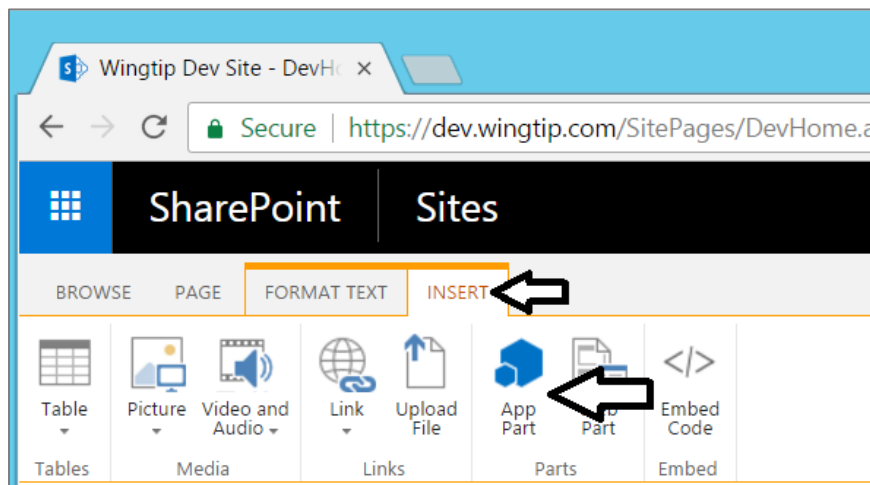 Wingtip Dev Site - DevHo
Secure https://dev.wingtip.com/SitePages/DevHome.a
SharePoint Sites
BROWSE PAGE FORMAT TEXT INSERT
Table Picture Video and Audio Link Upload File App Part Part Embed Code
Tables Media Links Parts Embed